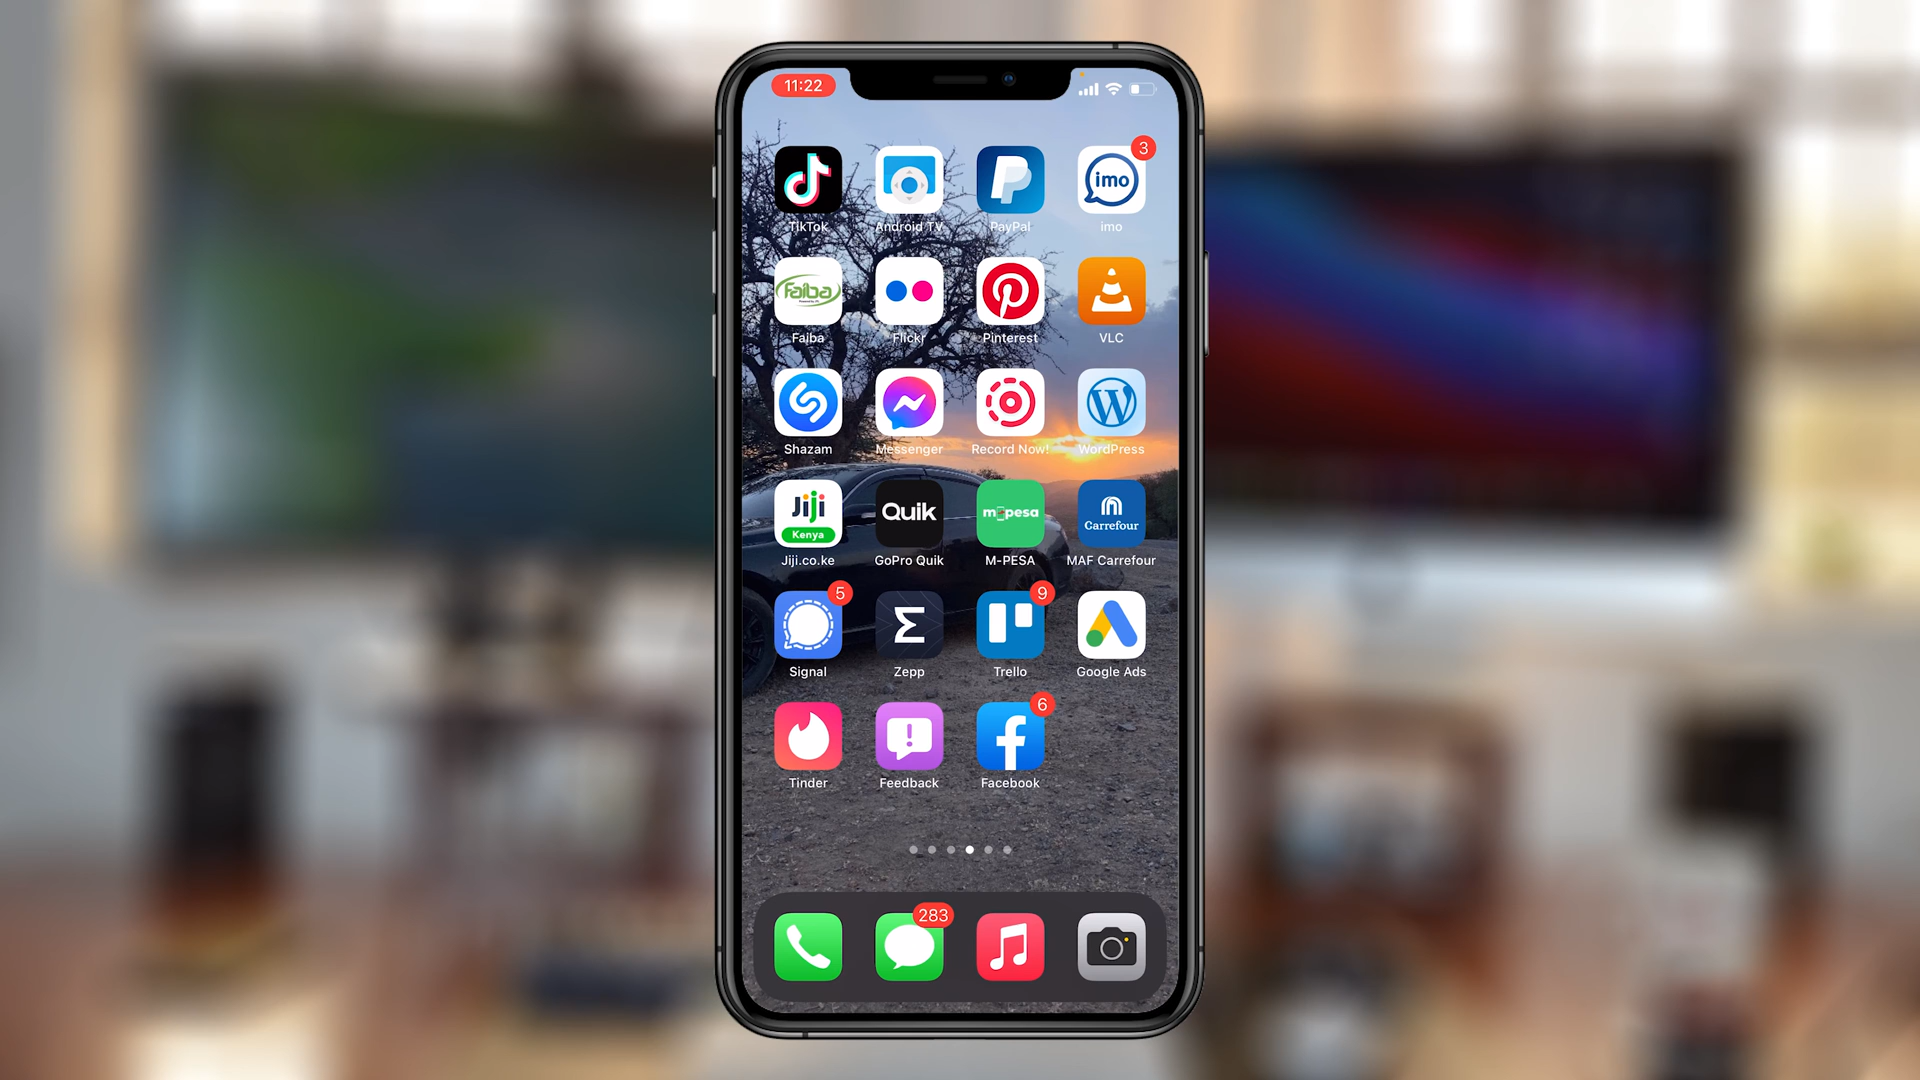 11:22
3
imo
TikTok
Android TV
PayPal
imo
Faiba
Faiba
Flickr
Pinterest
VLC
Shazam
Messenger
Record Now!
WordPress
Jiji
Kenya
Quik
m-pesa
Carrefour
Jiji.co.ke
GoPro Quik
M-PESA
MAF Carrefour
5
9
Signal
Zepp
Trello
Google Ads
6
Tinder
Feedback
Facebook
283